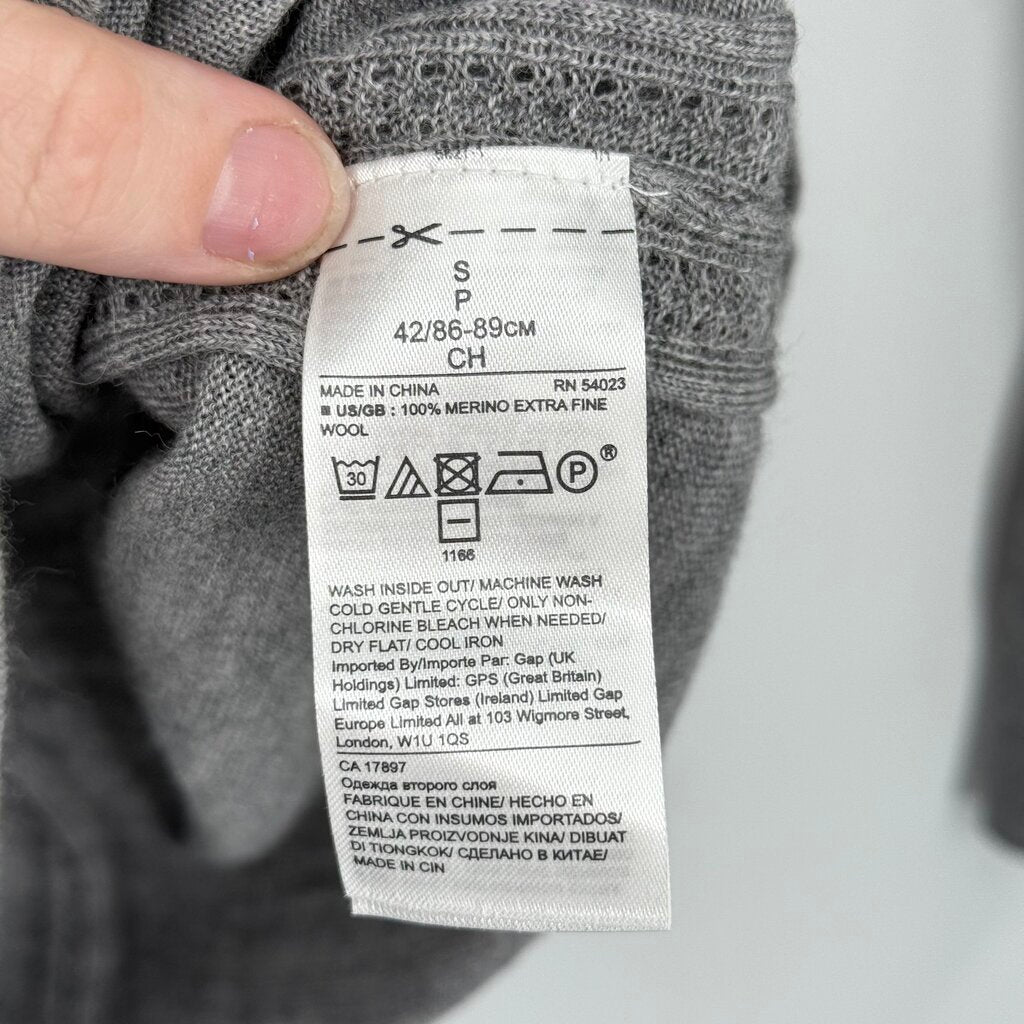 S
P
42/86-89CM
CH
MADE IN CHINA RN 54023
US/GB : 100% MERINO EXTRA FINE
WOOL
30 P ®
1166
WASH INSIDE OUT/ MACHINE WASH
COLD GENTLE CYCLE/ ONLY NON-
CHLORINE BLEACH WHEN NEEDED/
DRY FLAT/ COOL IRON
Imported By/Importe Par: Gap (UK
Holdings) Limited: GPS (Great Britain)
Limited Gap Stores (Ireland) Limited Gap
Europe Limited All at 103 Wigmore Street,
London, W1U 1QS
CA 17897
Одежда второго слоя
FABRIQUE EN CHINE/ HECHO EN
CHINA CON INSUMOS IMPORTADOS/
ZEMLJA PROIZVODNJE KINA/ DIBUAT
DI TIONGKOK/ СДЕЛАНО В КИТАЕ/
MADE IN CIN